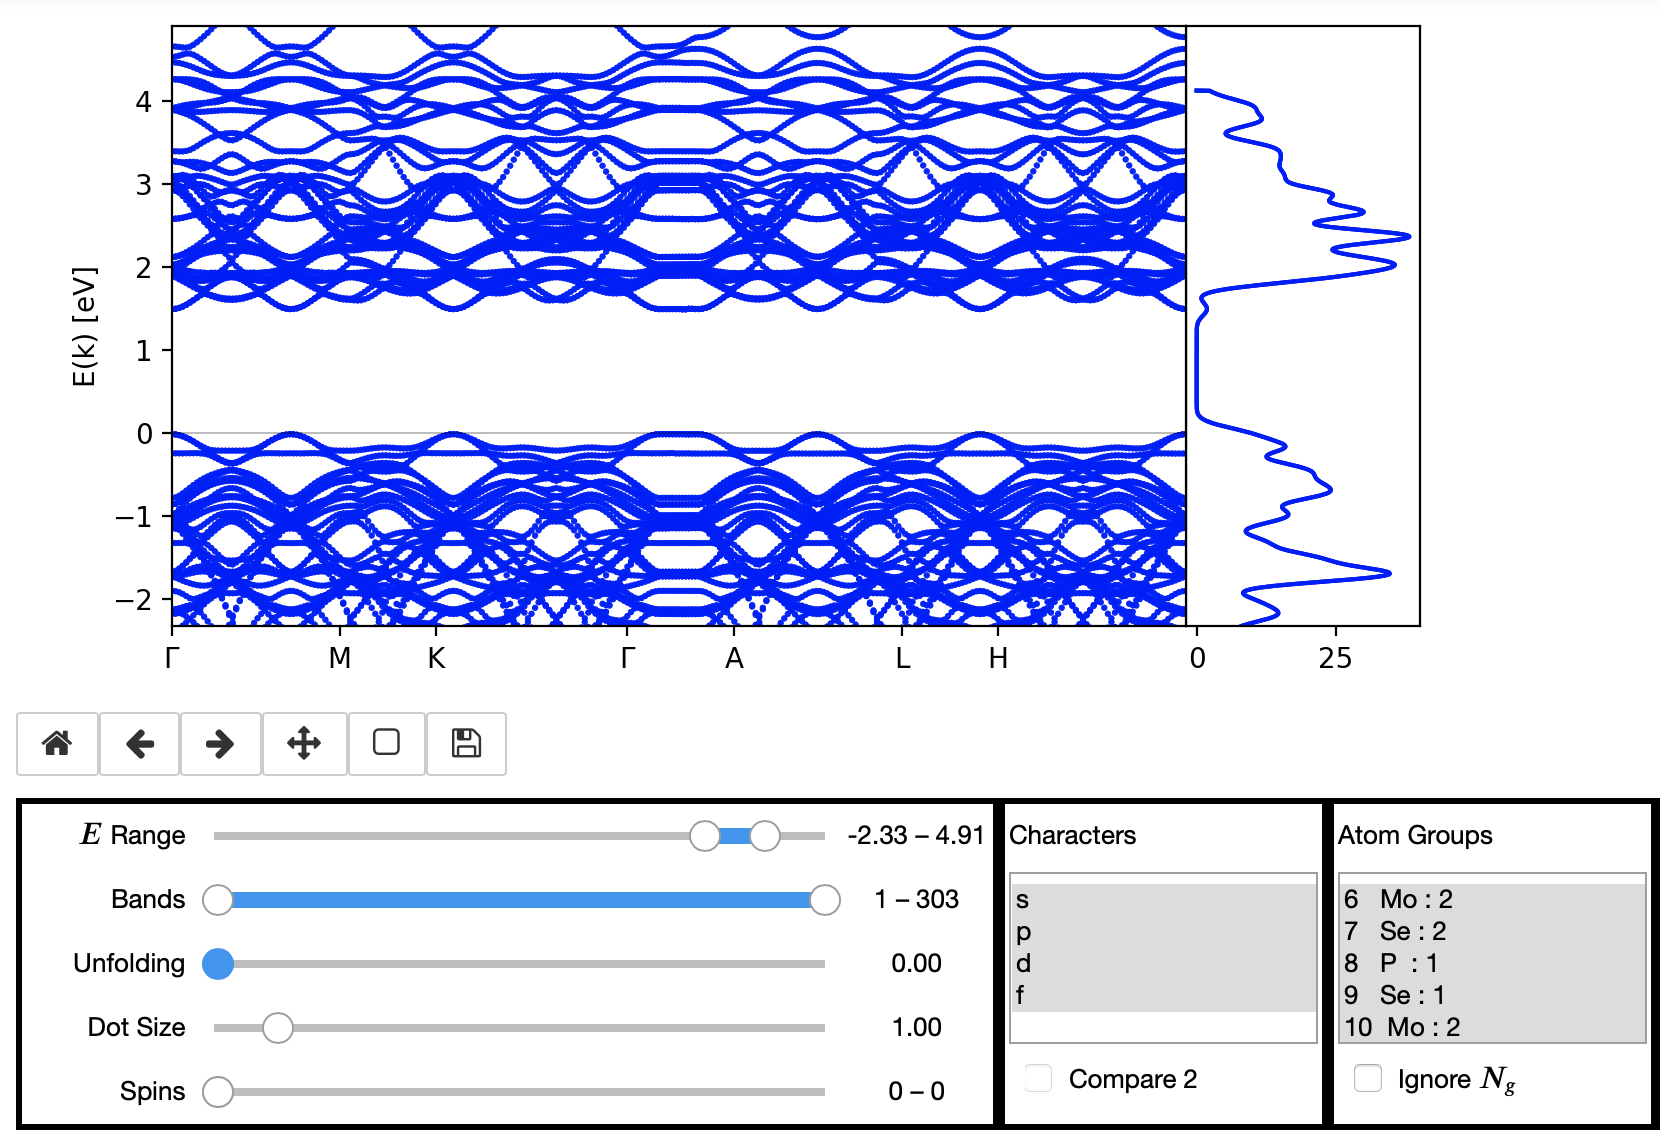 E(k) [eV]
4
3
2
1
0
−1
−2
Γ M K Γ A L H 0 25
E Range -2.33 – 4.91
Bands 1 – 303
Unfolding 0.00
Dot Size 1.00
Spins 0 – 0
Characters
s
p
d
f
Compare 2
Atom Groups
6 Mo : 2
7 Se : 2
8 P : 1
9 Se : 1
10 Mo : 2
Ignore Ng